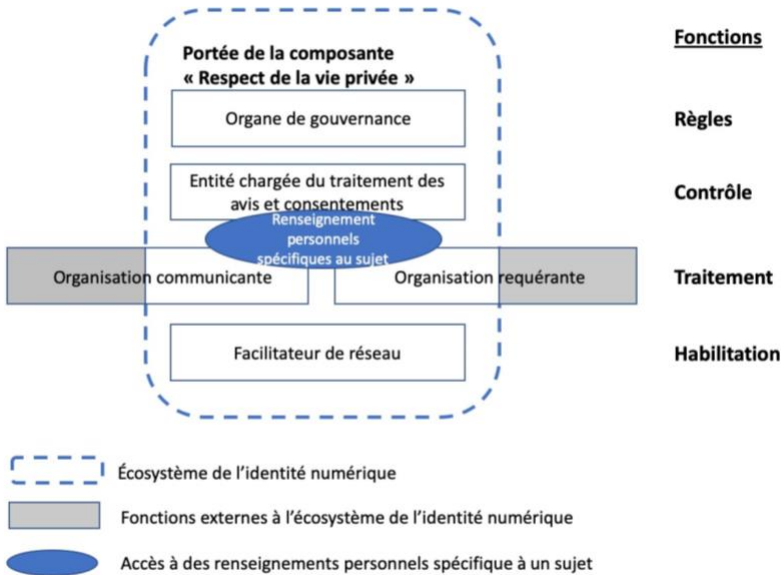 Fonctions
Portée de la composante
« Respect de la vie privée »
Organe de gouvernance
Règles
Entité chargée du traitement des
avis et consentements
Contrôle
Renseignement
personnels
spécifiques au sujet
Organisation communicante
Organisation requérante
Traitement
Facilitateur de réseau
Habilitation
Écosystème de l'identité numérique
Fonctions externes à l'écosystème de l'identité numérique
Accès à des renseignements personnels spécifique à un sujet